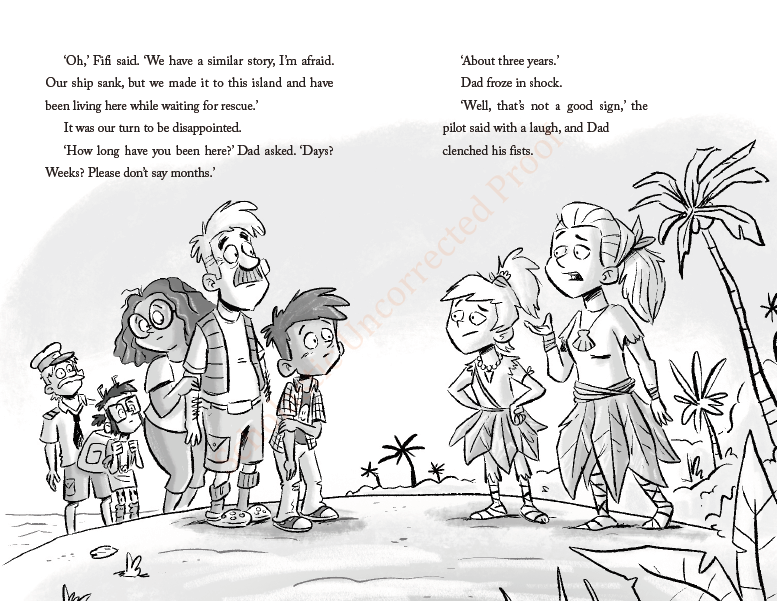 ‘Oh,’ Fifi said. ‘We have a similar story, I’m afraid.
Our ship sank, but we made it to this island and have
been living here while waiting for rescue.’
It was our turn to be disappointed.
‘How long have you been here?’ Dad asked. ‘Days?
Weeks? Please don’t say months.’
‘About three years.’
Dad froze in shock.
‘Well, that’s not a good sign,’ the
pilot said with a laugh, and Dad
clenched his fists.
Uncorrected Proof